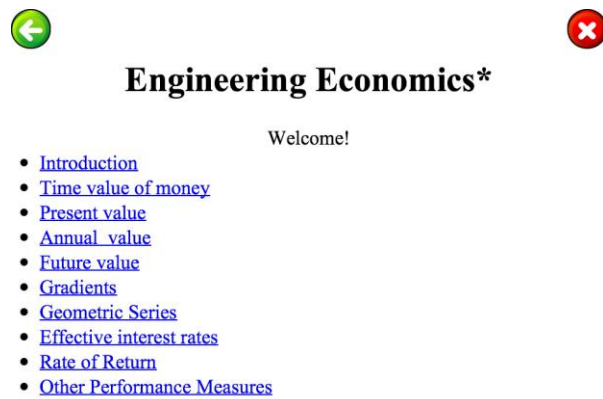 Engineering Economics*
Welcome!
Introduction
Time value of money
Present value
Annual value
Future value
Gradients
Geometric Series
Effective interest rates
Rate of Return
Other Performance Measures